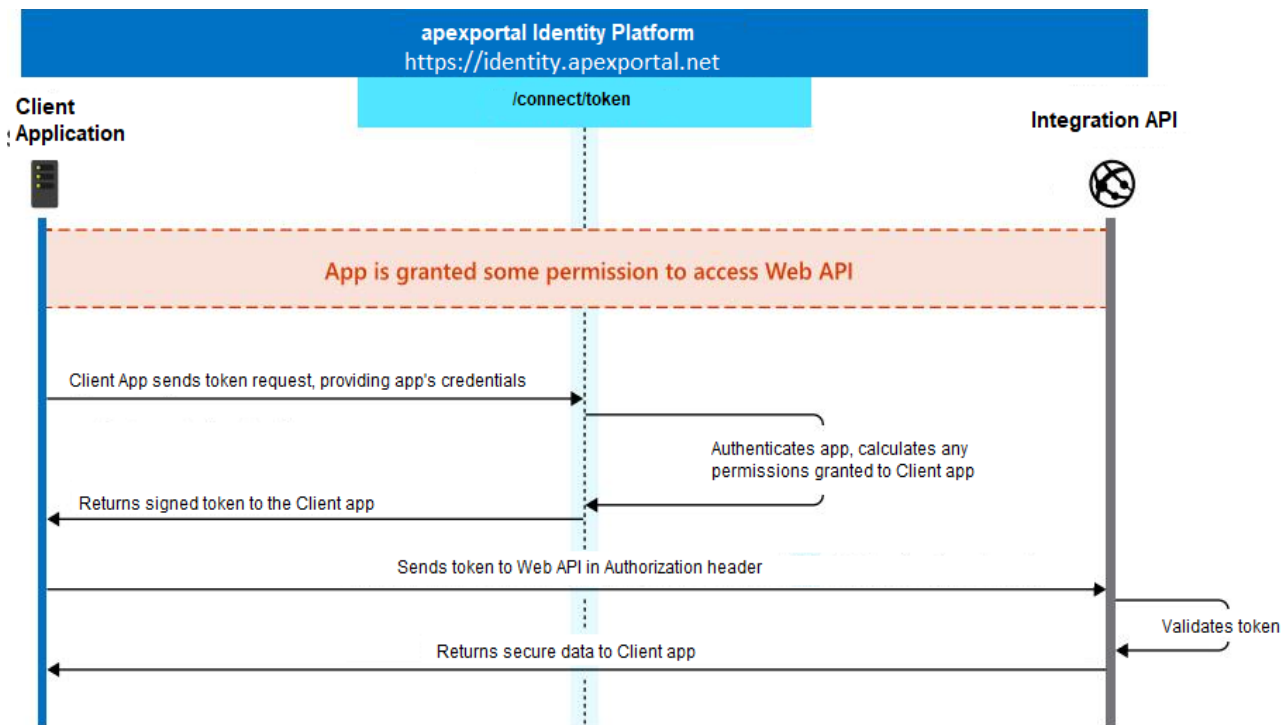 apexportal Identity Platform
https://identity.apexportal.net
/connect/token
Client
Application
Integration API
App is granted some permission to access Web API
Client App sends token request, providing app's credentials
Authenticates app, calculates any
permissions granted to Client app
Returns signed token to the Client app
Sends token to Web API in Authorization header
Validates token
Returns secure data to Client app